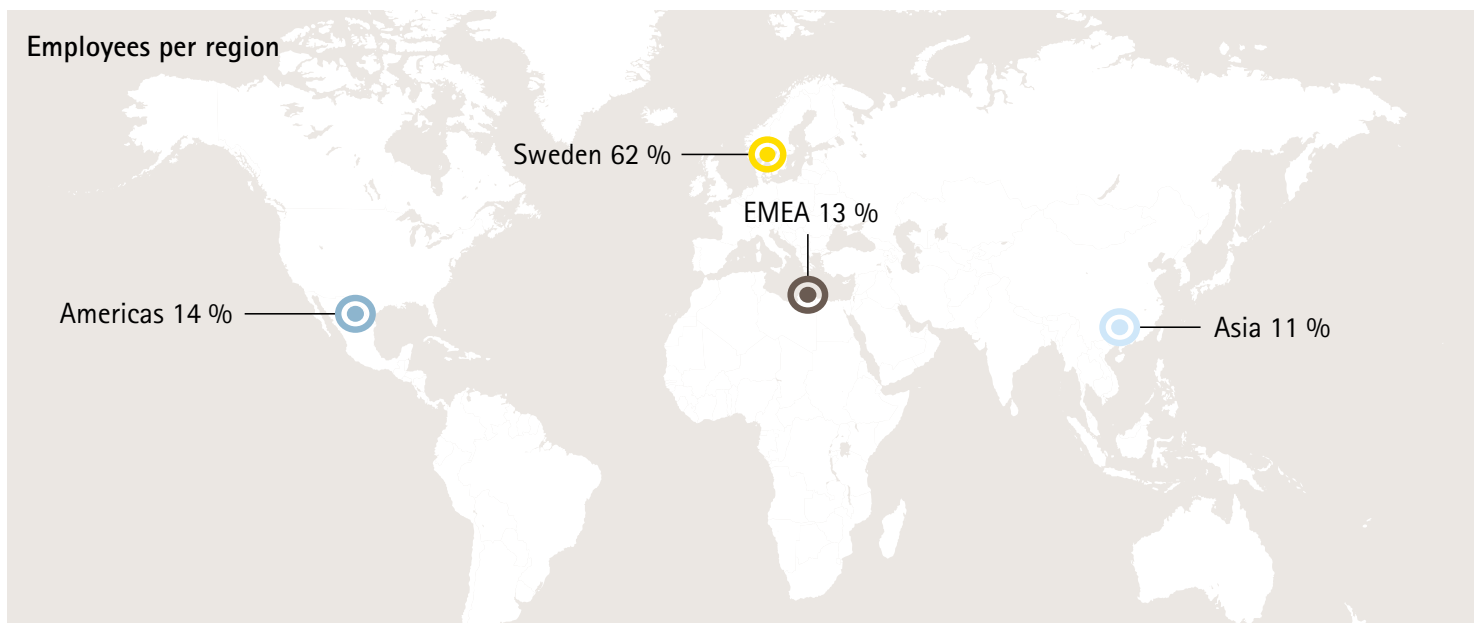 Employees per region
Sweden 62 %
EMEA 13 %
Americas 14 %
Asia 11 %